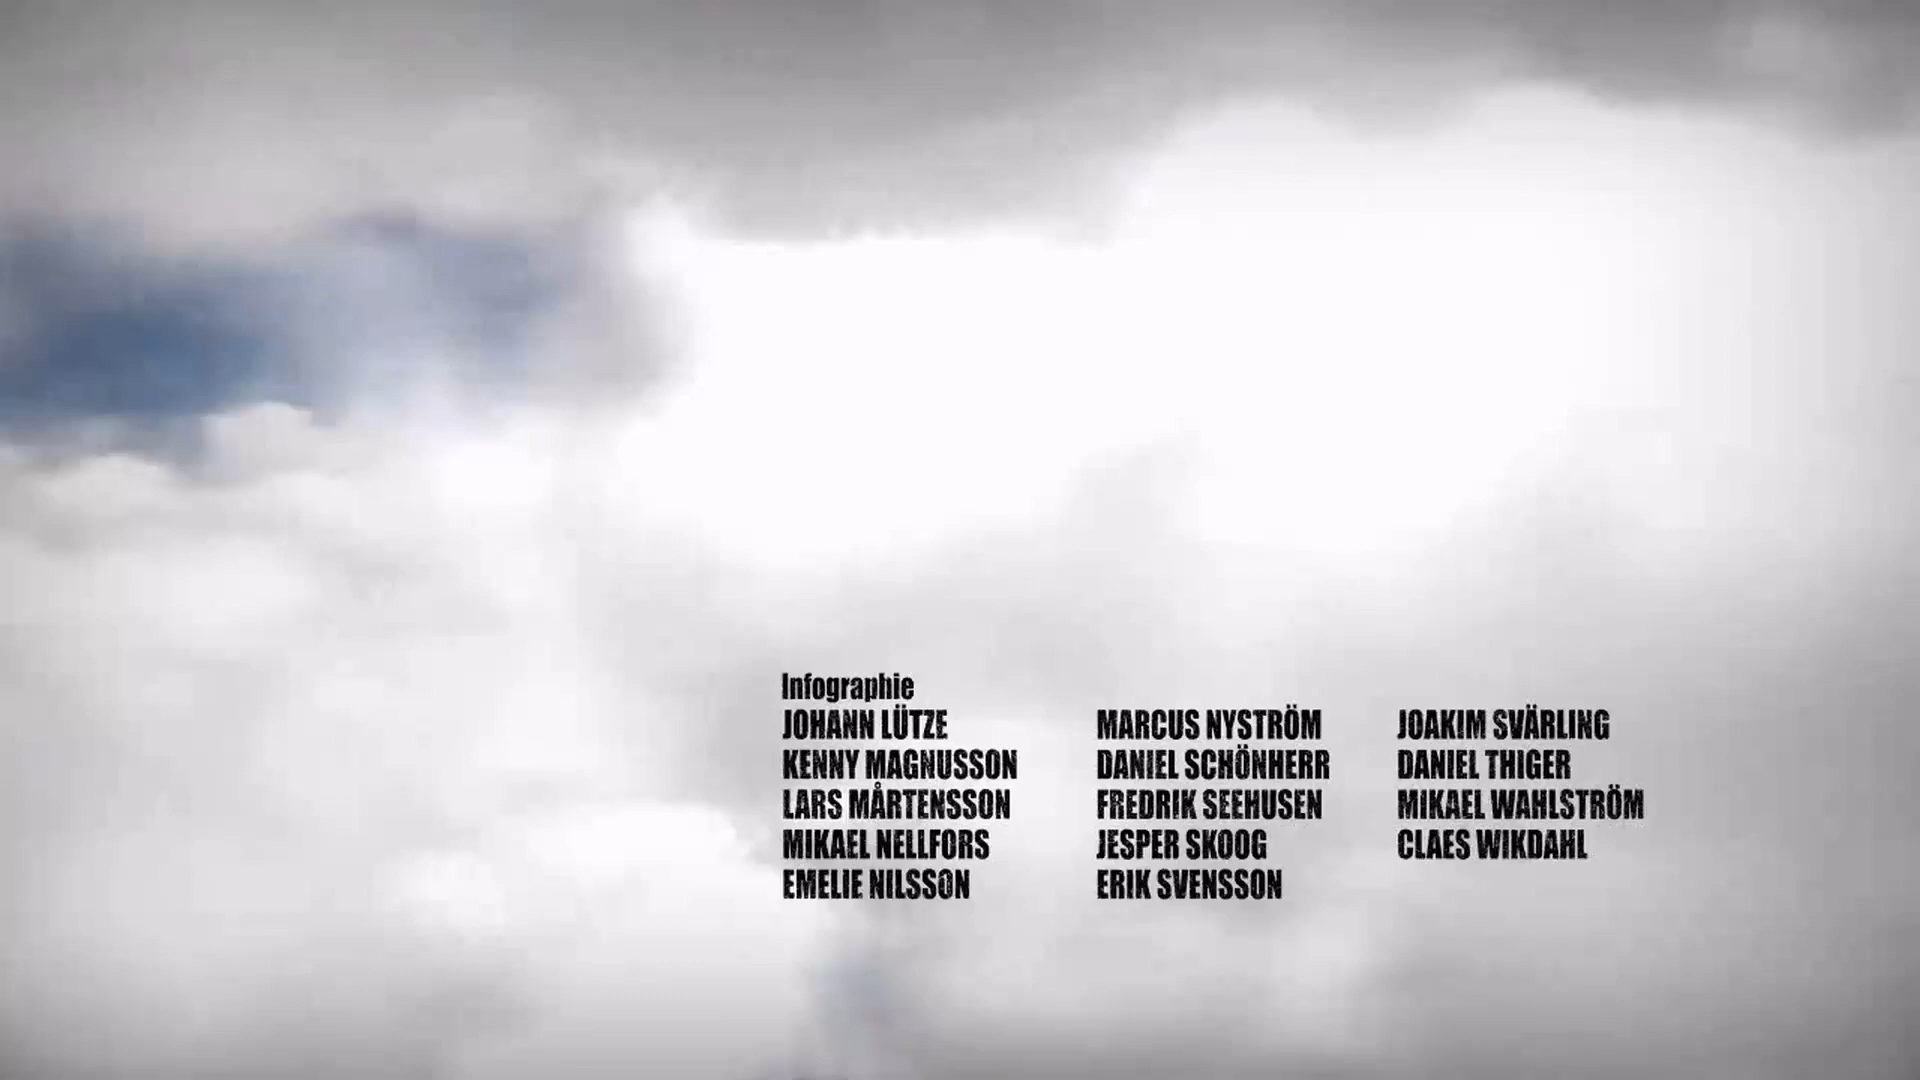 Infographie
JOHANN LÜTZE
KENNY MAGNUSSON
LARS MÅRTENSSON
MIKAEL NELLFORS
EMELIE NILSSON
MARCUS NYSTRÖM
DANIEL SCHÖNHERR
FREDRIK SEEHUSEN
JESPER SKOOG
ERIK SVENSSON
JOAKIM SVÄRLING
DANIEL THIGER
MIKAEL WAHLSTRÖM
CLAES WIKDAHL